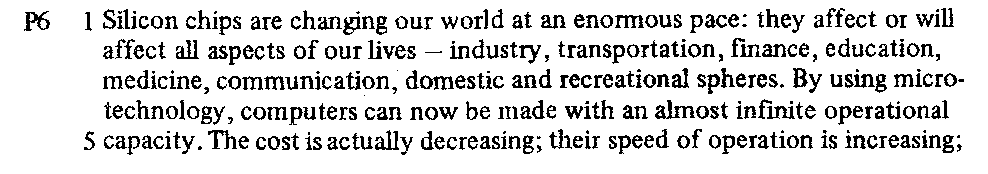 P6 1 Silicon chips are changing our world at an enormous pace: they affect or will
affect all aspects of our lives – industry, transportation, finance, education,
medicine, communication, domestic and recreational spheres. By using micro-
technology, computers can now be made with an almost infinite operational
5 capacity. The cost is actually decreasing; their speed of operation is increasing;